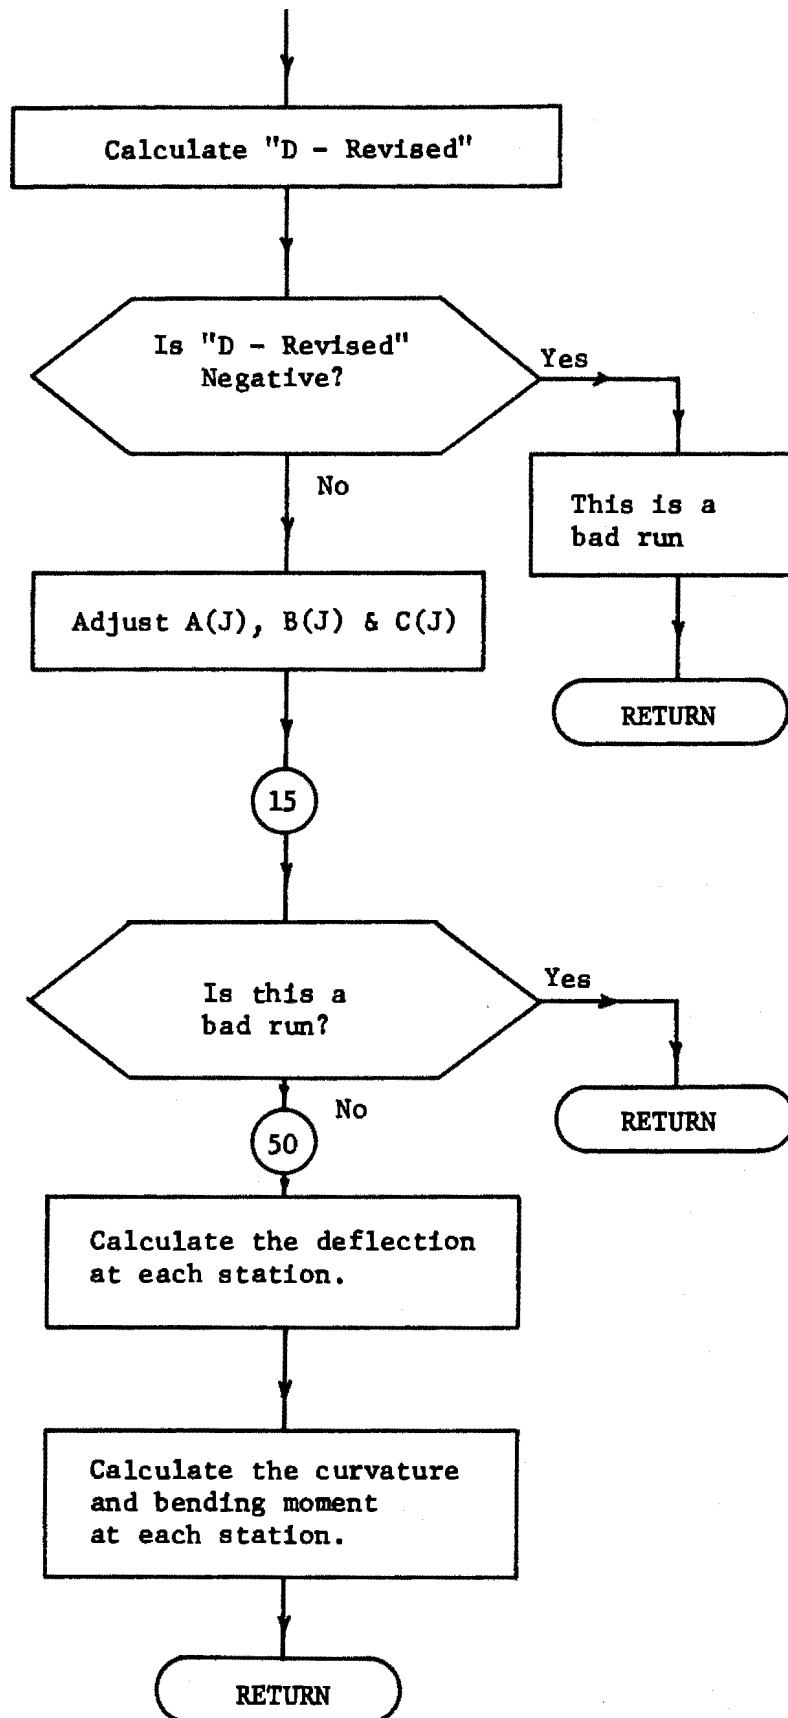 Calculate "D - Revised"
Is "D - Revised"
Negative?
Yes
No
This is a
bad run
Adjust A(J), B(J) & C(J)
RETURN
15
Is this a
bad run?
Yes
No
RETURN
50
Calculate the deflection
at each station.
Calculate the curvature
and bending moment
at each station.
RETURN